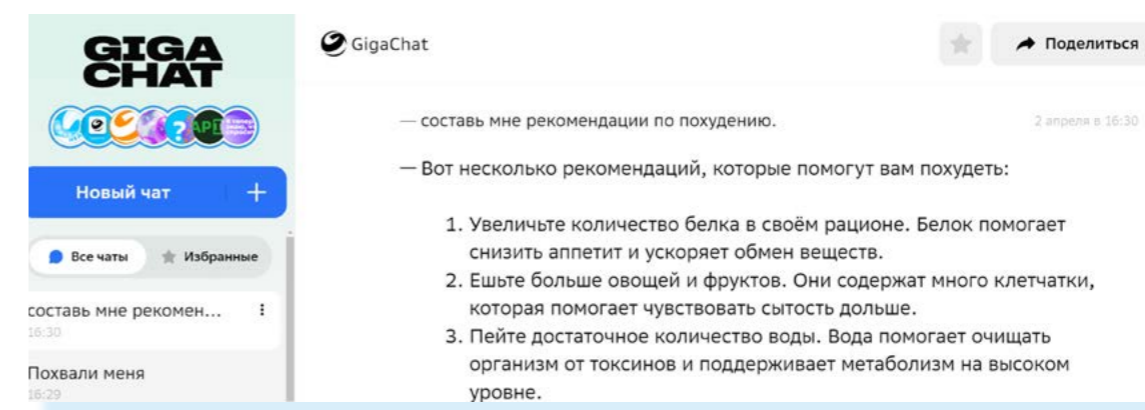 GIGA
CHAT
API
Новый чат +
Все чаты
Избранные
составь мне рекомен...
16:30
Похвали меня
16:29
GigaChat
Поделиться
— составь мне рекомендации по похудению.
2 апреля в 16:30
— Вот несколько рекомендаций, которые помогут вам похудеть:
1. Увеличьте количество белка в своём рационе. Белок помогает
снизить аппетит и ускоряет обмен веществ.
2. Ешьте больше овощей и фруктов. Они содержат много клетчатки,
которая помогает чувствовать сытость дольше.
3. Пейте достаточное количество воды. Вода помогает очищать
организм от токсинов и поддерживает метаболизм на высоком
уровне.